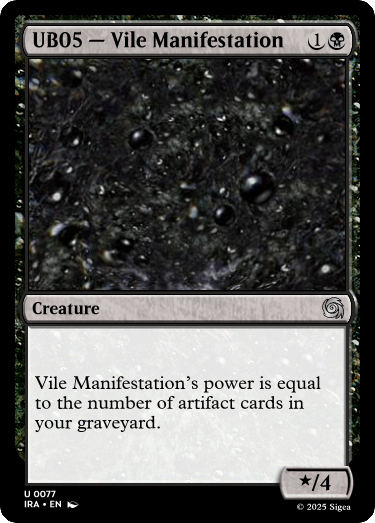 UB05 — Vile Manifestation 1
Creature
Vile Manifestation's power is equal
to the number of artifact cards in
your graveyard.
★/4
U 0077
IRA • EN
© 2025 Sigea